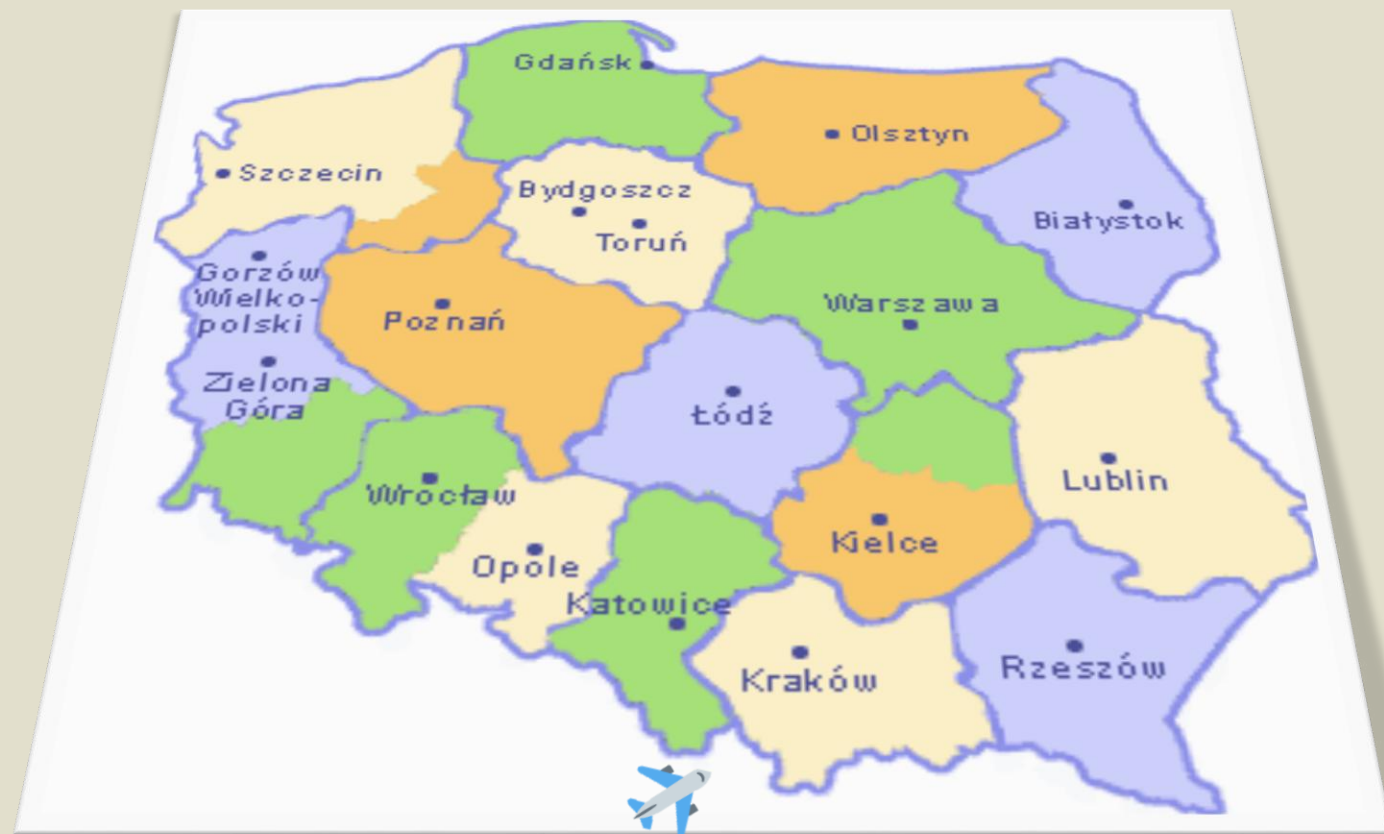 Gdańsk
Olsztyn
Szczecin
Bydgoszcz
Białystok
Toruń
Gorzów
Wielko-
polski
Warszawa
Poznań
Zielona
Góra
Łódź
Lublin
Wrocław
Kielce
Opole
Katowice
Rzeszów
Kraków